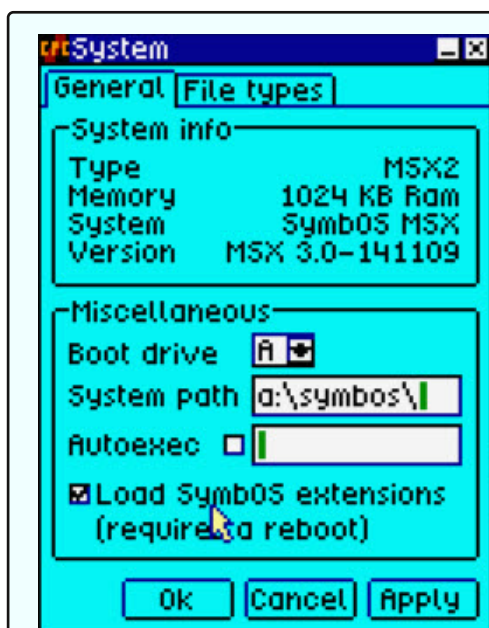 System
General File types
System info
Type MSX2
Memory 1024 KB Ram
System SymbOS MSX
Version MSX 3.0-141109
Miscellaneous
Boot drive A
System path a:\symbos\
Autoexec
Load SymbOS extensions
(require a reboot)
Ok Cancel Apply